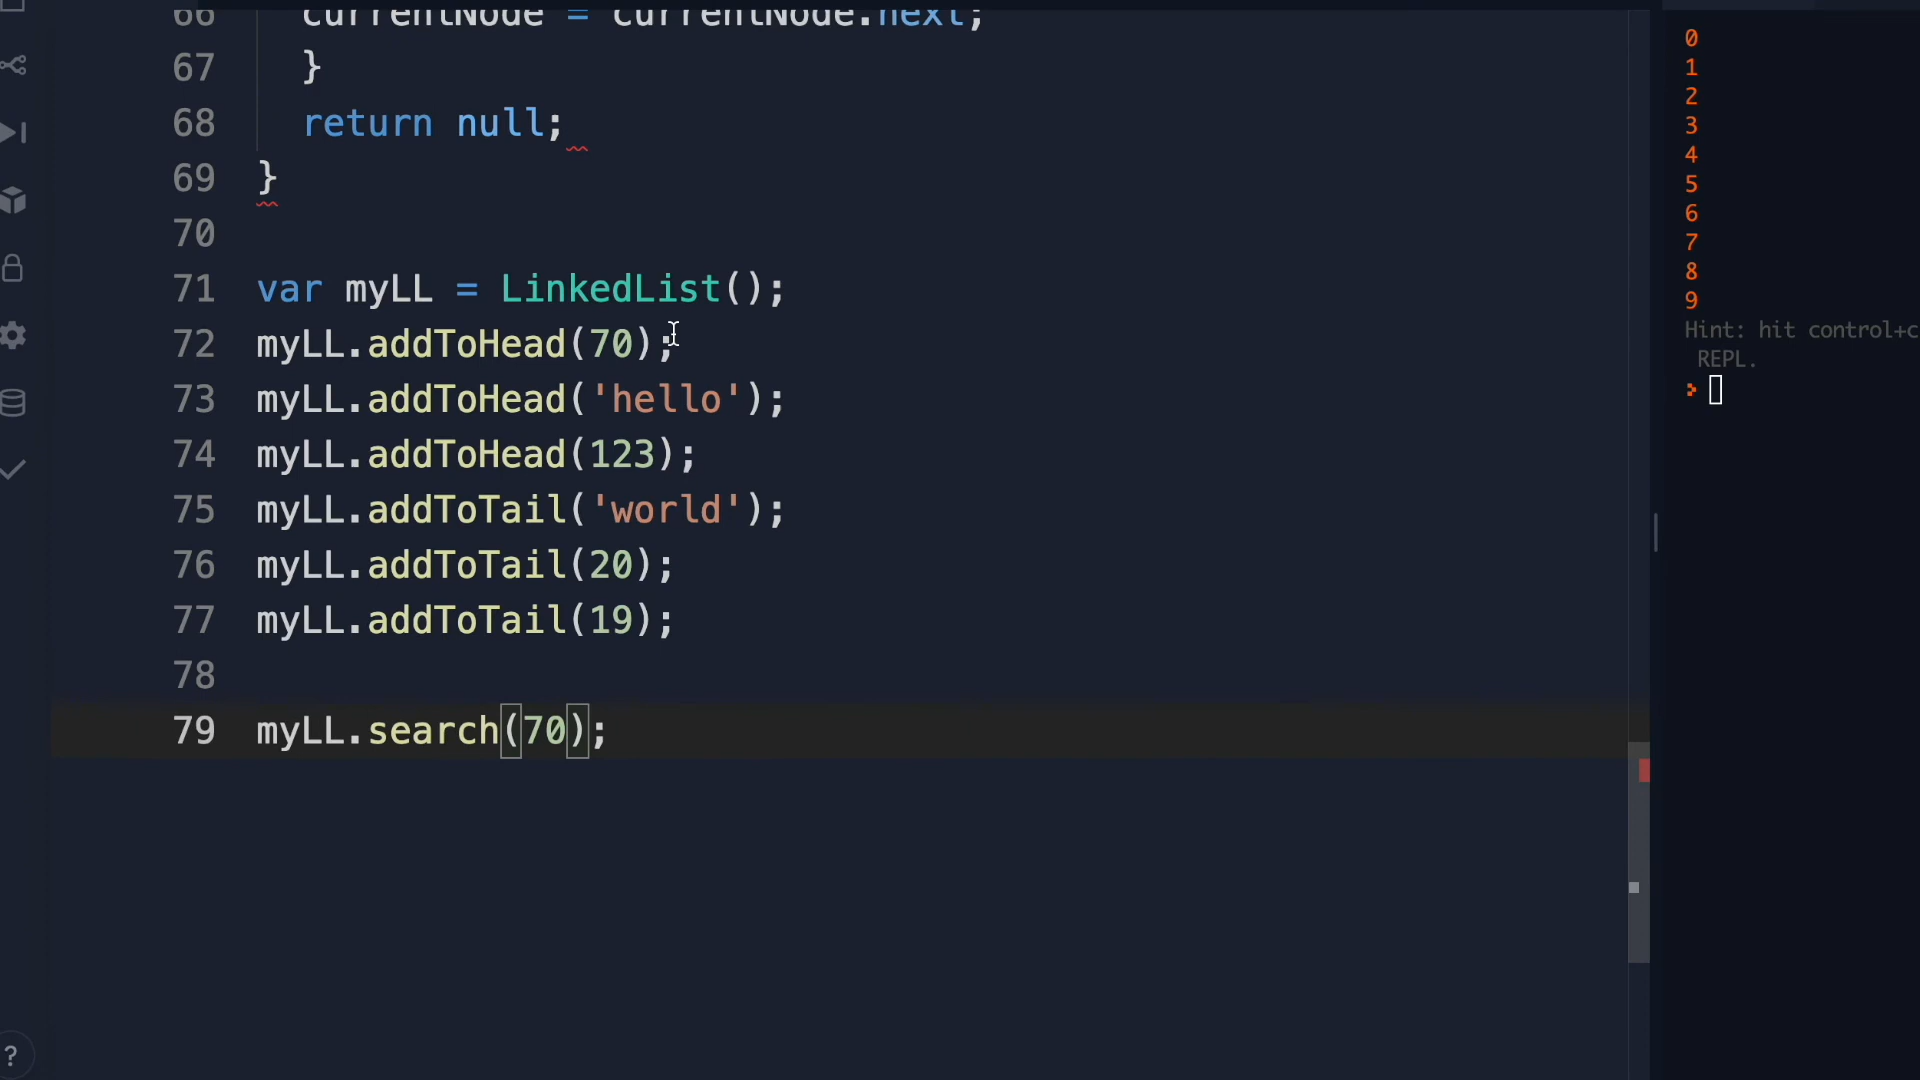 66 currentNode = currentNode.next;
67 }
68 return null;
69 }
70
71 var myLL = LinkedList();
72 myLL.addToHead(70);
73 myLL.addToHead('hello');
74 myLL.addToHead(123);
75 myLL.addToTail('world');
76 myLL.addToTail(20);
77 myLL.addToTail(19);
78
79 myLL.search(70);
?
0
1
2
3
4
5
6
7
8
9
Hint: hit control+c
REPL.